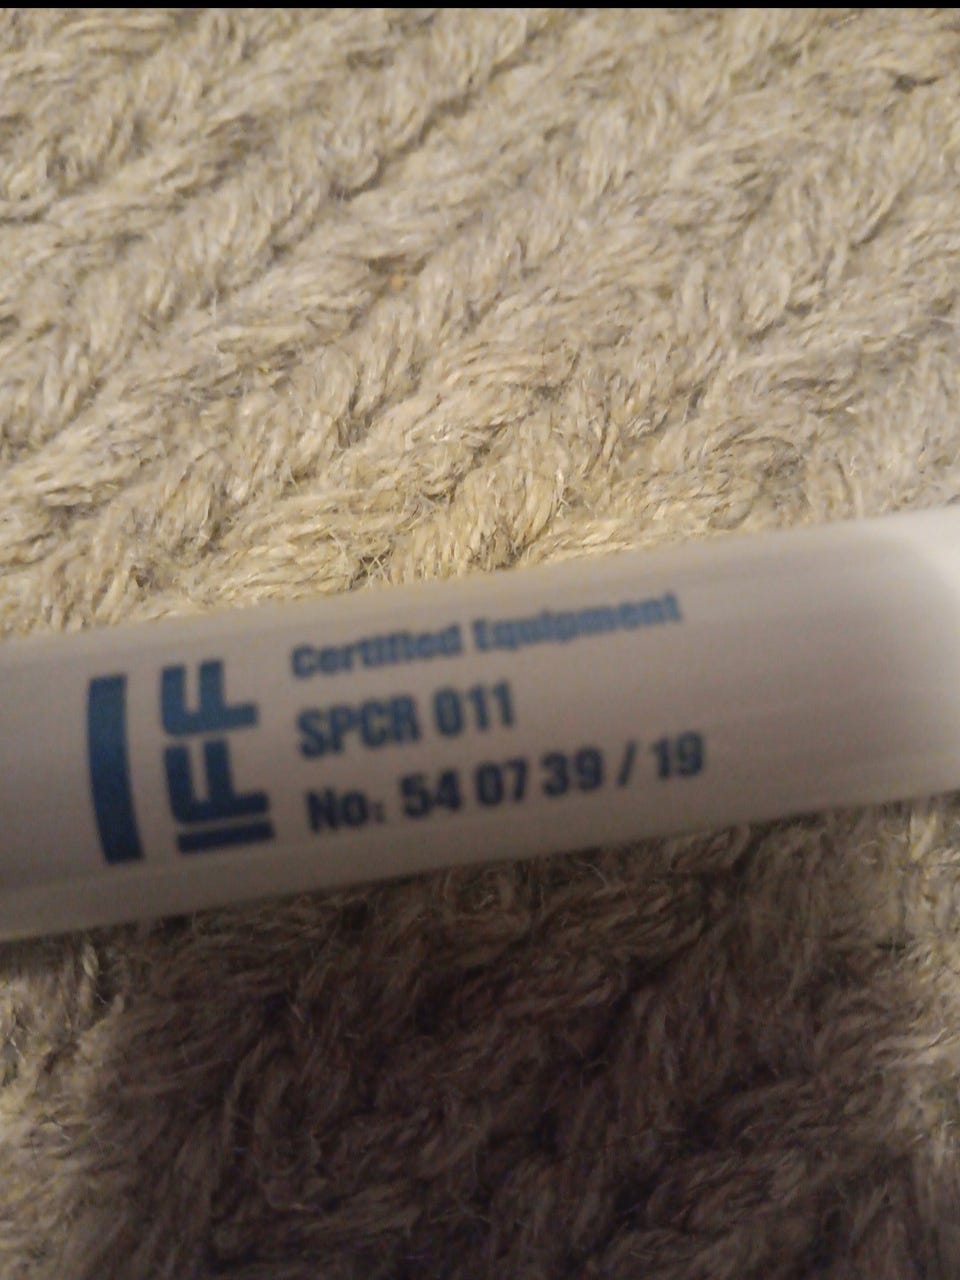 IFF
Certified Equipment
SPCR 011
No: 54 07 39 / 19